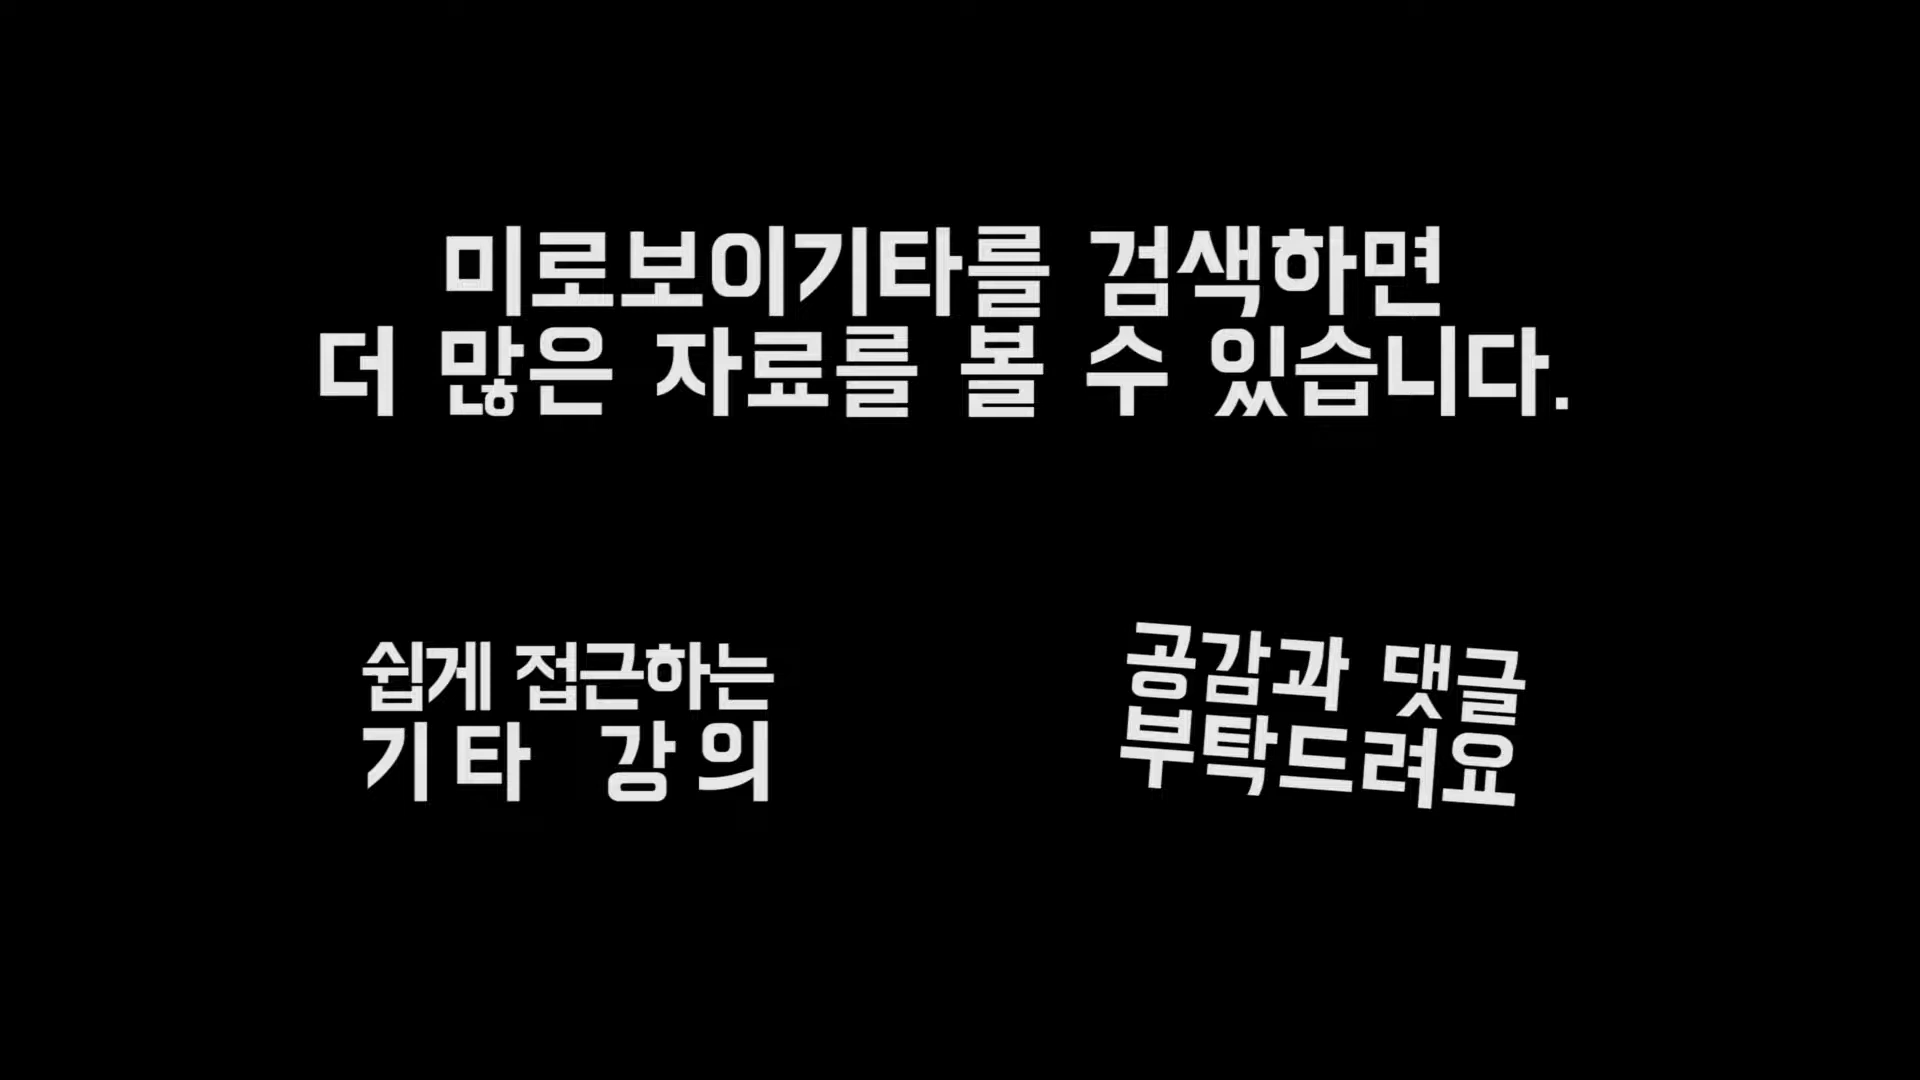 미로보이기타를 검색하면
더 많은 자료를 볼 수 있습니다.
쉽게 접근하는
기타 강의
공감과 댓글
부탁드려요